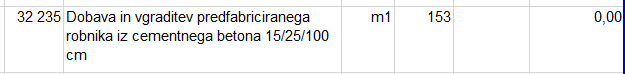 32 235 Dobava in vgraditev predfabriciranega m1 153 0,00
robnika iz cementnega betona 15/25/100
cm